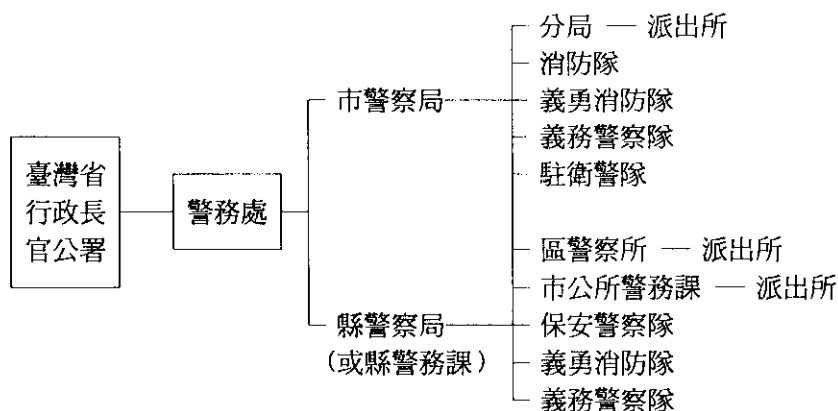 臺灣省
行政長
官公署
警務處
市警察局
分局 — 派出所
消防隊
義勇消防隊
義務警察隊
駐衛警隊
縣警察局
(或縣警務課)
區警察所 — 派出所
市公所警務課 — 派出所
保安警察隊
義勇消防隊
義務警察隊